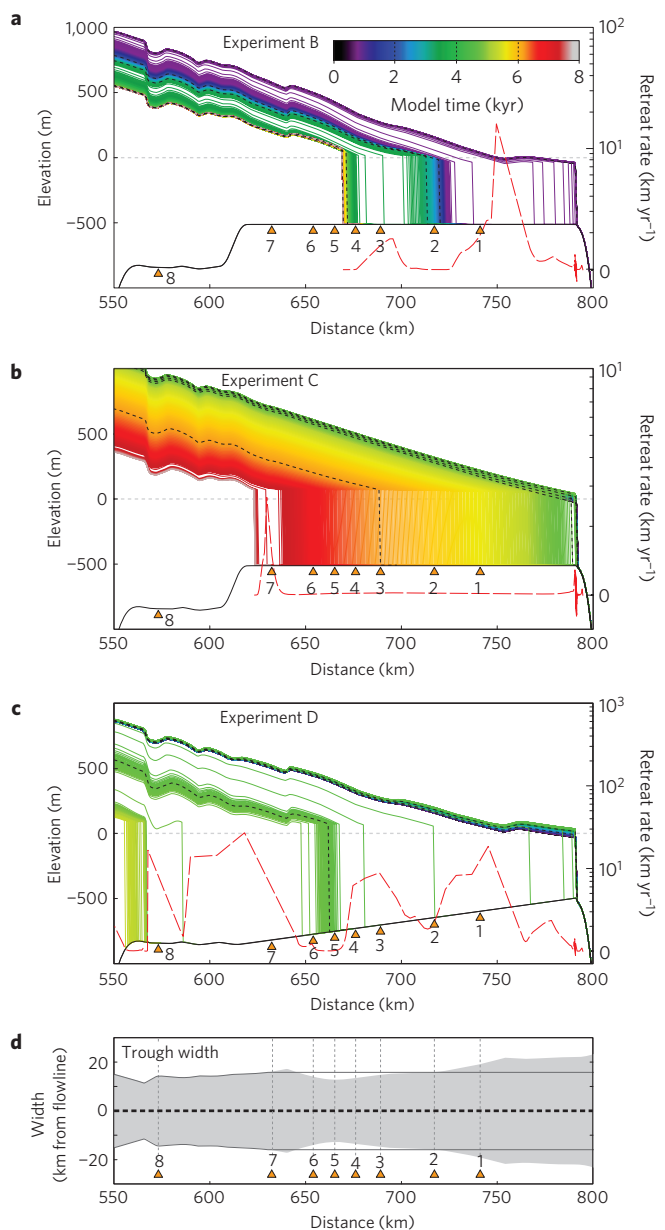 a
Experiment B
1,000
500
0
−500
Elevation (m)
0 2 4 6 8
Model time (kyr)
10²
10¹
0
Retreat rate (km yr⁻¹)
8 7 6 5 4 3 2 1
550 600 650 700 750 800
Distance (km)
b
Experiment C
500
0
−500
Elevation (m)
10¹
0
Retreat rate (km yr⁻¹)
8 7 6 5 4 3 2 1
550 600 650 700 750 800
Distance (km)
c
Experiment D
500
0
−500
Elevation (m)
10³
10²
10¹
0
Retreat rate (km yr⁻¹)
8 7 6 5 4 3 2 1
550 600 650 700 750 800
Distance (km)
d
Trough width
20
0
−20
Width
(km from flowline)
8 7 6 5 4 3 2 1
550 600 650 700 750 800
Distance (km)